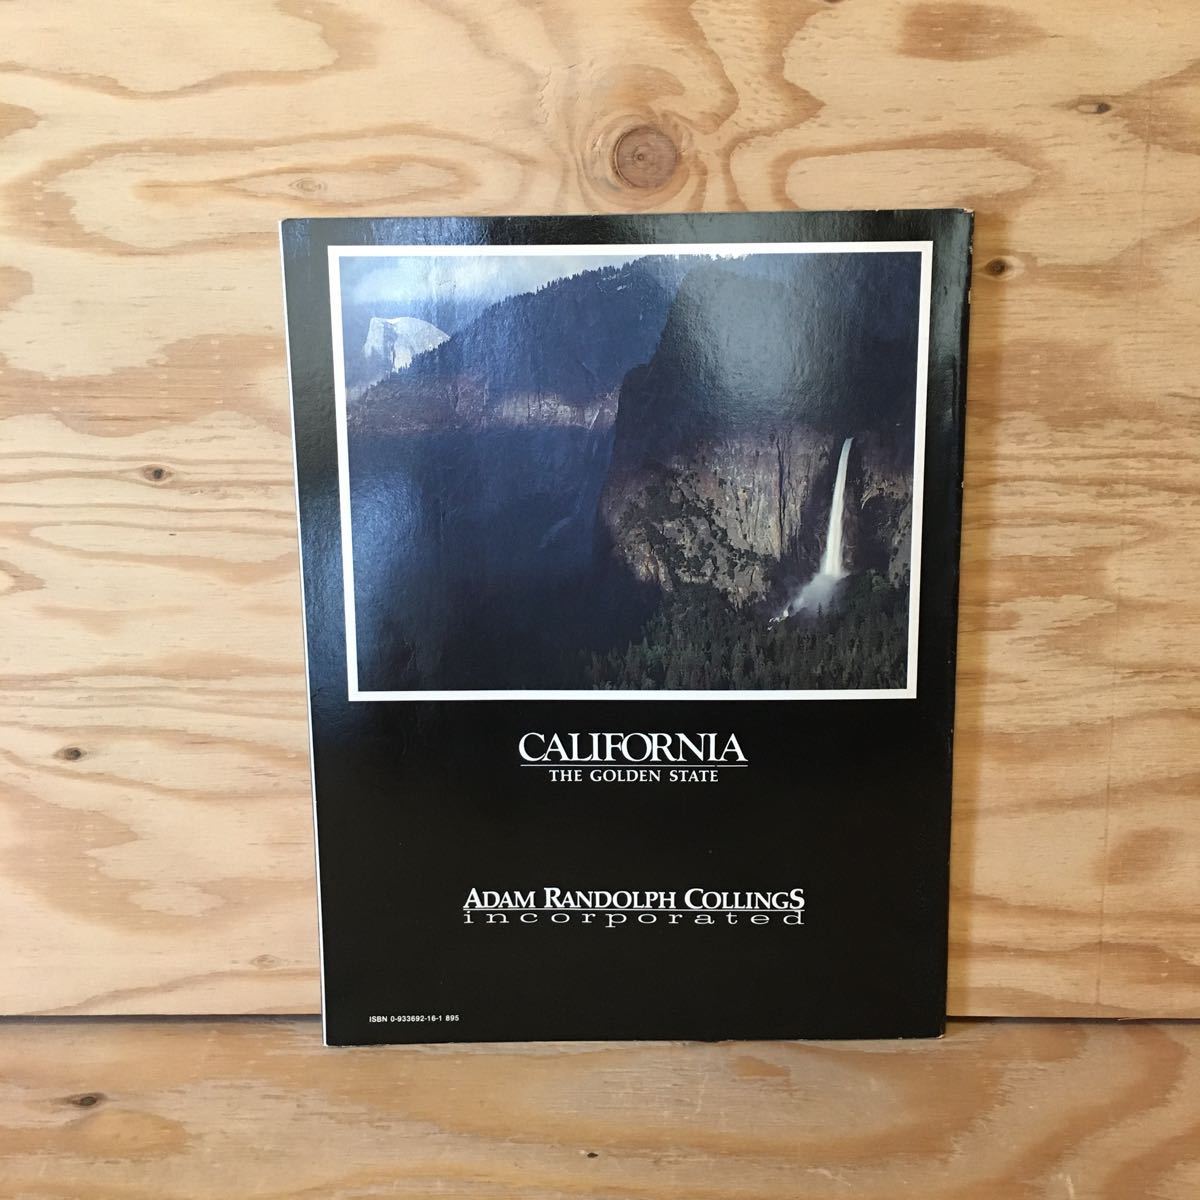 CALIFORNIA
THE GOLDEN STATE
ADAM RANDOLPH COLLINGS
incorporated
ISBN 0-933692-16-1 895